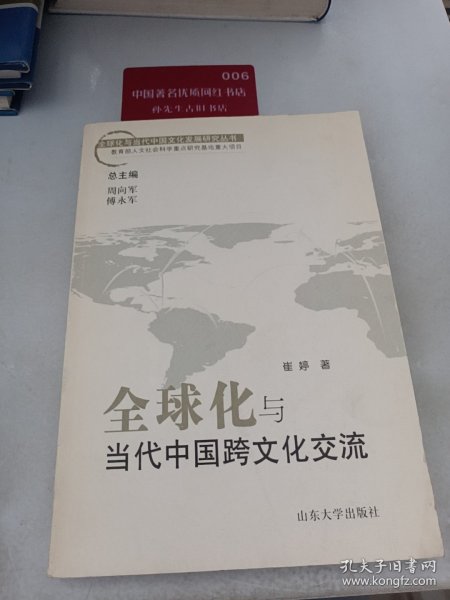 006
中国著名优质网红书店
孙先生古旧书店
全球化与当代中国文化发展研究丛书
教育部人文社会科学重点研究基地重大项目
总主编
周向军
傅永军
崔婷 著
全球化与
当代中国跨文化交流
山东大学出版社
孔夫子旧书网
www.kongfz.com